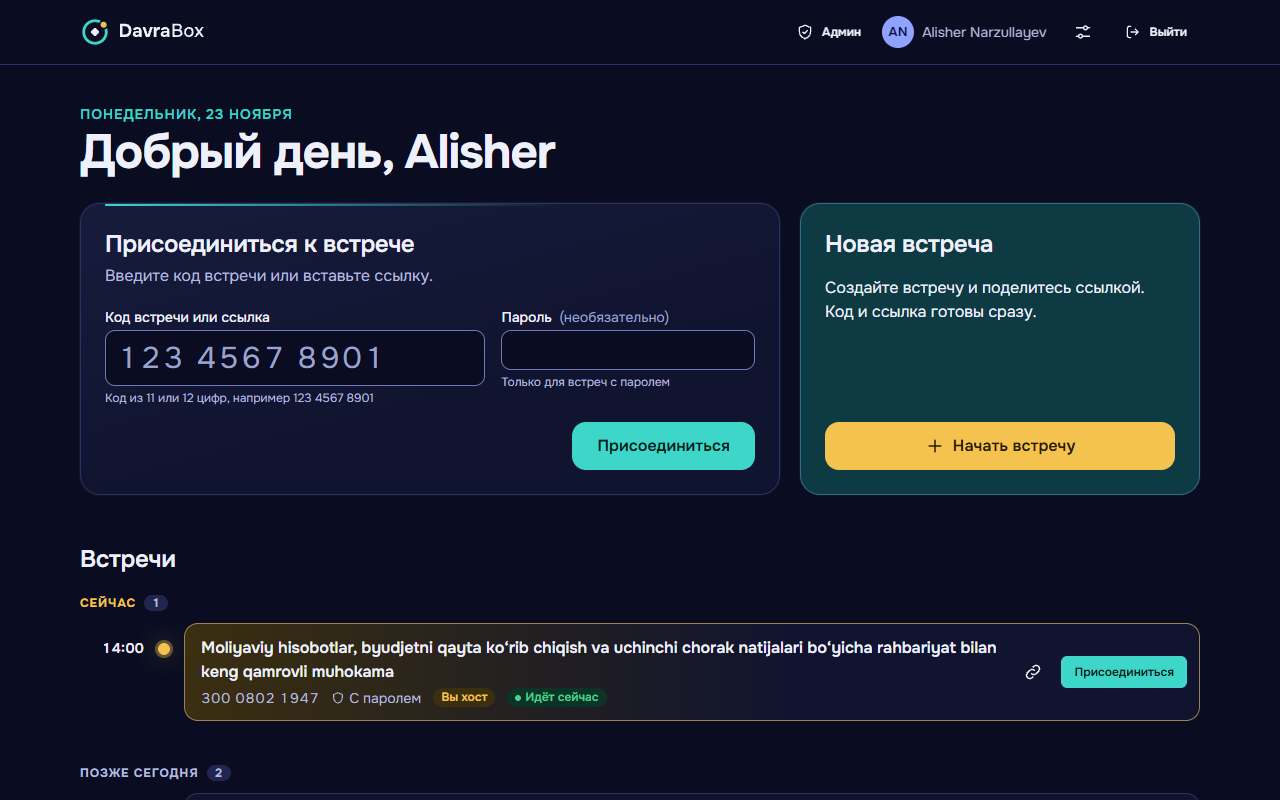 DavraBox
Админ
AN
Alisher Narzullayev
Выйти
ПОНЕДЕЛЬНИК, 23 НОЯБРЯ
Добрый день, Alisher
Присоединиться к встрече
Введите код встречи или вставьте ссылку.
Код встречи или ссылка
123 4567 8901
Код из 11 или 12 цифр, например 123 4567 8901
Пароль (необязательно)
Только для встреч с паролем
Присоединиться
Новая встреча
Создайте встречу и поделитесь ссылкой.
Код и ссылка готовы сразу.
Начать встречу
Встречи
СЕЙЧАС 1
14:00
Moliyaviy hisobotlar, byudjetni qayta koʻrib chiqish va uchinchi chorak natijalari boʻyicha rahbariyat bilan
keng qamrovli muhokama
300 0802 1947 С паролем Вы хост Идёт сейчас
Присоединиться
ПОЗЖЕ СЕГОДНЯ 2